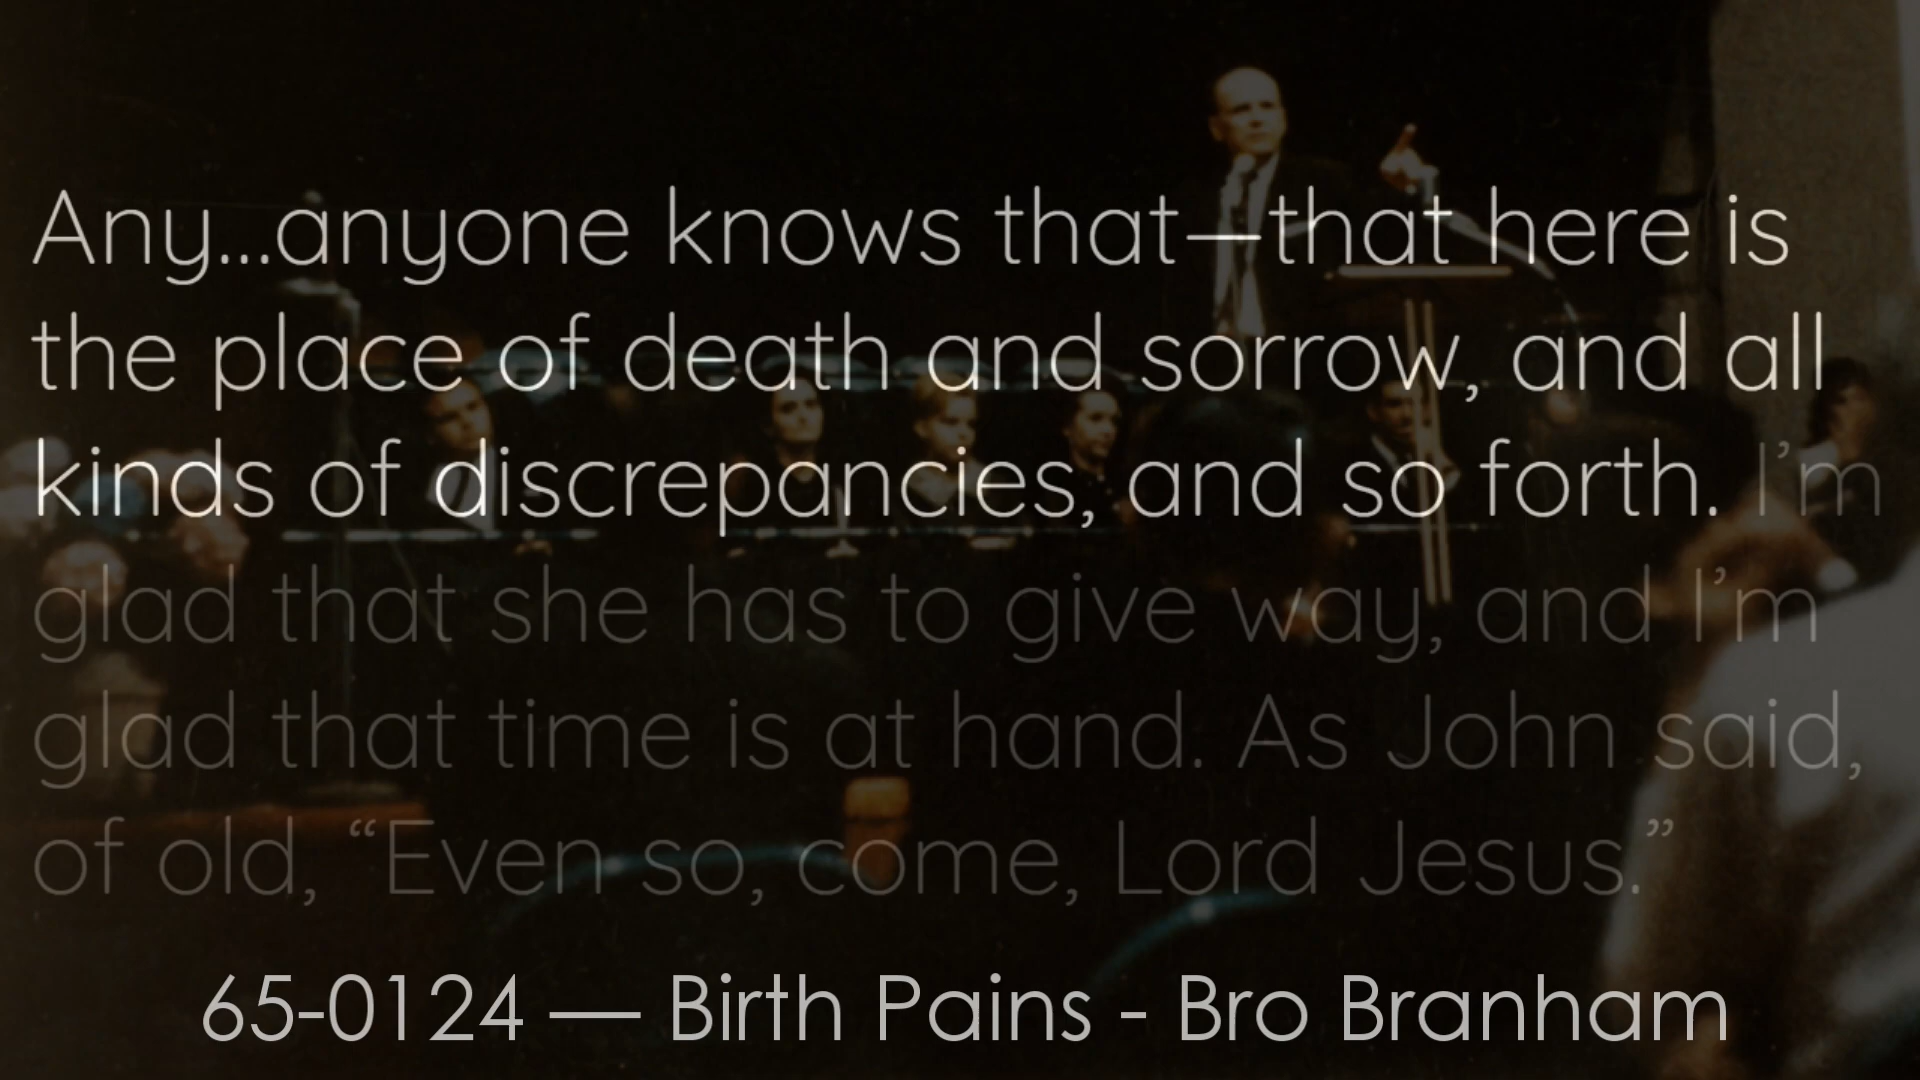 Any...anyone knows that—that here is
the place of death and sorrow, and all
kinds of discrepancies, and so forth. I’m
glad that she has to give way, and I’m
glad that time is at hand. As John said,
of old, “Even so, come, Lord Jesus.”
65-0124 — Birth Pains - Bro Branham